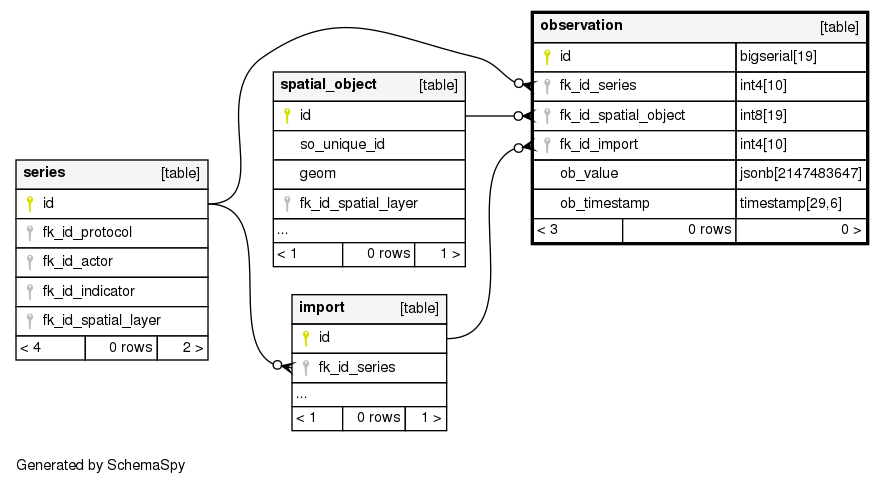 observation [table]
id bigserial[19]
fk_id_series int4[10]
fk_id_spatial_object int8[19]
fk_id_import int4[10]
ob_value jsonb[2147483647]
ob_timestamp timestamp[29,6]
< 3 0 rows 0 >
spatial_object [table]
id
so_unique_id
geom
fk_id_spatial_layer
...
< 1 0 rows 1 >
series [table]
id
fk_id_protocol
fk_id_actor
fk_id_indicator
fk_id_spatial_layer
< 4 0 rows 2 >
import [table]
id
fk_id_series
...
< 1 0 rows 1 >
Generated by SchemaSpy